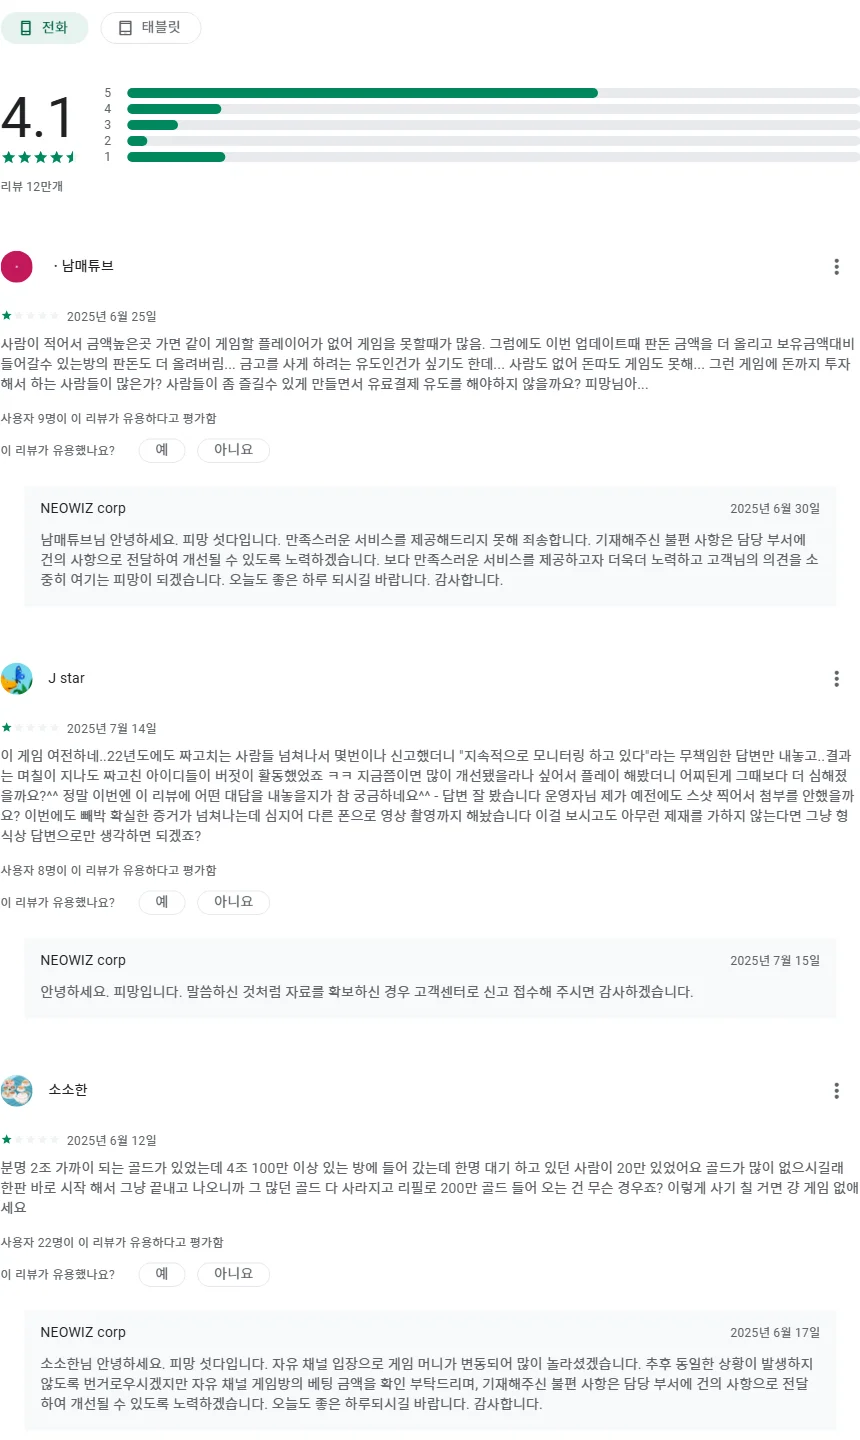 전화
태블릿
4.1
5
4
3
2
1
리뷰 12만개
· 남매튜브
2025년 6월 25일
사람이 적어서 금액높은곳 가면 같이 게임할 플레이어가 없어 게임을 못할때가 많음. 그럼에도 이번 업데이트때 판돈 금액을 더 올리고 보유금액대비
들어갈수 있는방의 판돈도 더 올려버림... 금고를 사게 하려는 유도인건가 싶기도 한데... 사람도 없어 돈따도 게임도 못해... 그런 게임에 돈까지 투자
해서 하는 사람들이 많은가? 사람들이 좀 즐길수 있게 만들면서 유료결제 유도를 해야하지 않을까요? 피망님아...
사용자 9명이 이 리뷰가 유용하다고 평가함
이 리뷰가 유용했나요?
예
아니요
NEOWIZ corp
2025년 6월 30일
남매튜브님 안녕하세요. 피망 섯다입니다. 만족스러운 서비스를 제공해드리지 못해 죄송합니다. 기재해주신 불편 사항은 담당 부서에
건의 사항으로 전달하여 개선될 수 있도록 노력하겠습니다. 보다 만족스러운 서비스를 제공하고자 더욱더 노력하고 고객님의 의견을 소
중히 여기는 피망이 되겠습니다. 오늘도 좋은 하루 되시길 바랍니다. 감사합니다.
J star
2025년 7월 14일
이 게임 여전하네..22년도에도 짜고치는 사람들 넘쳐나서 몇번이나 신고했더니 "지속적으로 모니터링 하고 있다"라는 무책임한 답변만 내놓고..결과
는 며칠이 지나도 짜고친 아이디들이 버젓이 활동했었죠 ㅋㅋ 지금쯤이면 많이 개선됐을라나 싶어서 플레이 해봤더니 어찌된게 그때보다 더 심해졌
을까요?^^ 정말 이번엔 이 리뷰에 어떤 대답을 내놓을지가 참 궁금하네요^^ - 답변 잘 봤습니다 운영자님 제가 예전에도 스샷 찍어서 첨부를 안했을까
요? 이번에도 빼박 확실한 증거가 넘쳐나는데 심지어 다른 폰으로 영상 촬영까지 해놨습니다 이걸 보시고도 아무런 제재를 가하지 않는다면 그냥 형
식상 답변으로만 생각하면 되겠죠?
사용자 8명이 이 리뷰가 유용하다고 평가함
이 리뷰가 유용했나요?
예
아니요
NEOWIZ corp
2025년 7월 15일
안녕하세요. 피망입니다. 말씀하신 것처럼 자료를 확보하신 경우 고객센터로 신고 접수해 주시면 감사하겠습니다.
소소한
2025년 6월 12일
분명 2조 가까이 되는 골드가 있었는데 4조 100만 이상 있는 방에 들어 갔는데 한명 대기 하고 있던 사람이 20만 있었어요 골드가 많이 없으시길래
한판 바로 시작 해서 그냥 끝내고 나오니까 그 많던 골드 다 사라지고 리필로 200만 골드 들어 오는 건 무슨 경우죠? 이렇게 사기 칠 거면 걍 게임 없애
세요
사용자 22명이 이 리뷰가 유용하다고 평가함
이 리뷰가 유용했나요?
예
아니요
NEOWIZ corp
2025년 6월 17일
소소한님 안녕하세요. 피망 섯다입니다. 자유 채널 입장으로 게임 머니가 변동되어 많이 놀라셨겠습니다. 추후 동일한 상황이 발생하지
않도록 번거로우시겠지만 자유 채널 게임방의 베팅 금액을 확인 부탁드리며, 기재해주신 불편 사항은 담당 부서에 건의 사항으로 전달
하여 개선될 수 있도록 노력하겠습니다. 오늘도 좋은 하루되시길 바랍니다. 감사합니다.